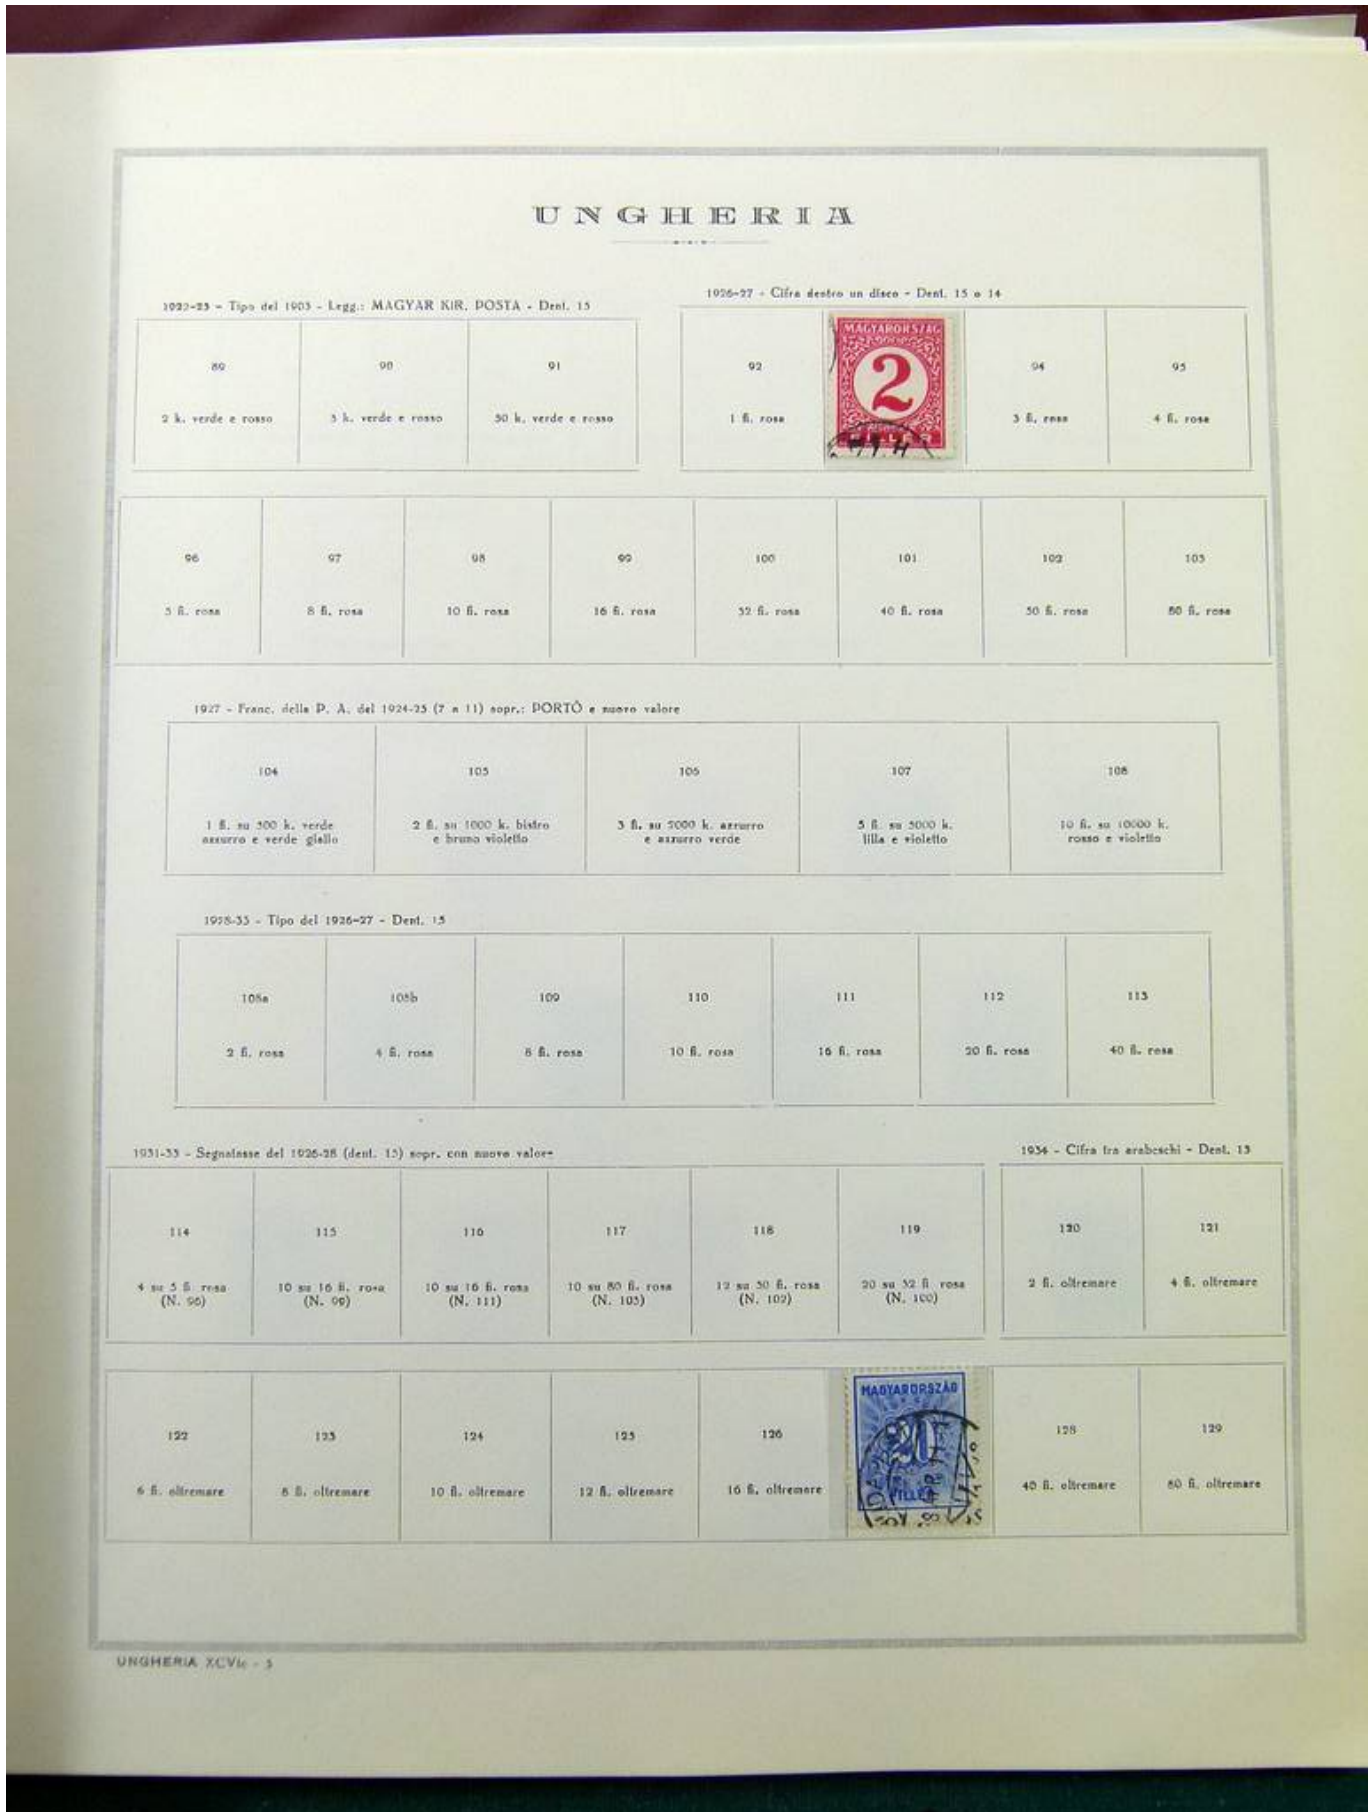 UNGHERIA
1922-23 - Tipo del 1903 - Legg.: MAGYAR KIR. POSTA - Dent. 15
1926-27 - Cifra dentro un disco - Dent. 15 o 14
89
90
91
92
MAGYARORSZÁG
2
FILLÉR
94
95
2 k. verde e rosso
5 k. verde e rosso
50 k. verde e rosso
1 fi. rosa
3 fi. rosa
4 fi. rosa
96
97
98
99
100
101
102
103
5 fi. rosa
8 fi. rosa
10 fi. rosa
16 fi. rosa
32 fi. rosa
40 fi. rosa
50 fi. rosa
80 fi. rosa
1927 - Franc. della P. A. del 1924-25 (7 a 11) sopr.: PORTÓ e nuovo valore
104
105
106
107
108
1 fi. su 500 k. verde
azzurro e verde giallo
2 fi. su 1000 k. bistro
e bruno violetto
3 fi. su 2000 k. azzurro
e azzurro verde
5 fi. su 5000 k.
lilla e violetto
10 fi. su 10000 k.
rosso e violetto
1928-33 - Tipo del 1926-27 - Dent. 15
108a
108b
109
110
111
112
113
2 fi. rosa
4 fi. rosa
8 fi. rosa
10 fi. rosa
16 fi. rosa
20 fi. rosa
40 fi. rosa
1931-33 - Segnatasse del 1926-28 (dent. 15) sopr. con nuovo valore
1934 - Cifra tra arabeschi - Dent. 15
114
115
116
117
118
119
120
121
4 su 5 fi. rosa
(N. 96)
10 su 16 fi. rosa
(N. 99)
10 su 16 fi. rosa
(N. 111)
10 su 80 fi. rosa
(N. 103)
12 su 50 fi. rosa
(N. 102)
20 su 32 fi. rosa
(N. 100)
2 fi. oltremare
4 fi. oltremare
122
123
124
125
126
MAGYARORSZÁG
20
FILLÉR
128
129
6 fi. oltremare
8 fi. oltremare
10 fi. oltremare
12 fi. oltremare
16 fi. oltremare
40 fi. oltremare
80 fi. oltremare
UNGHERIA XCVIc - 3